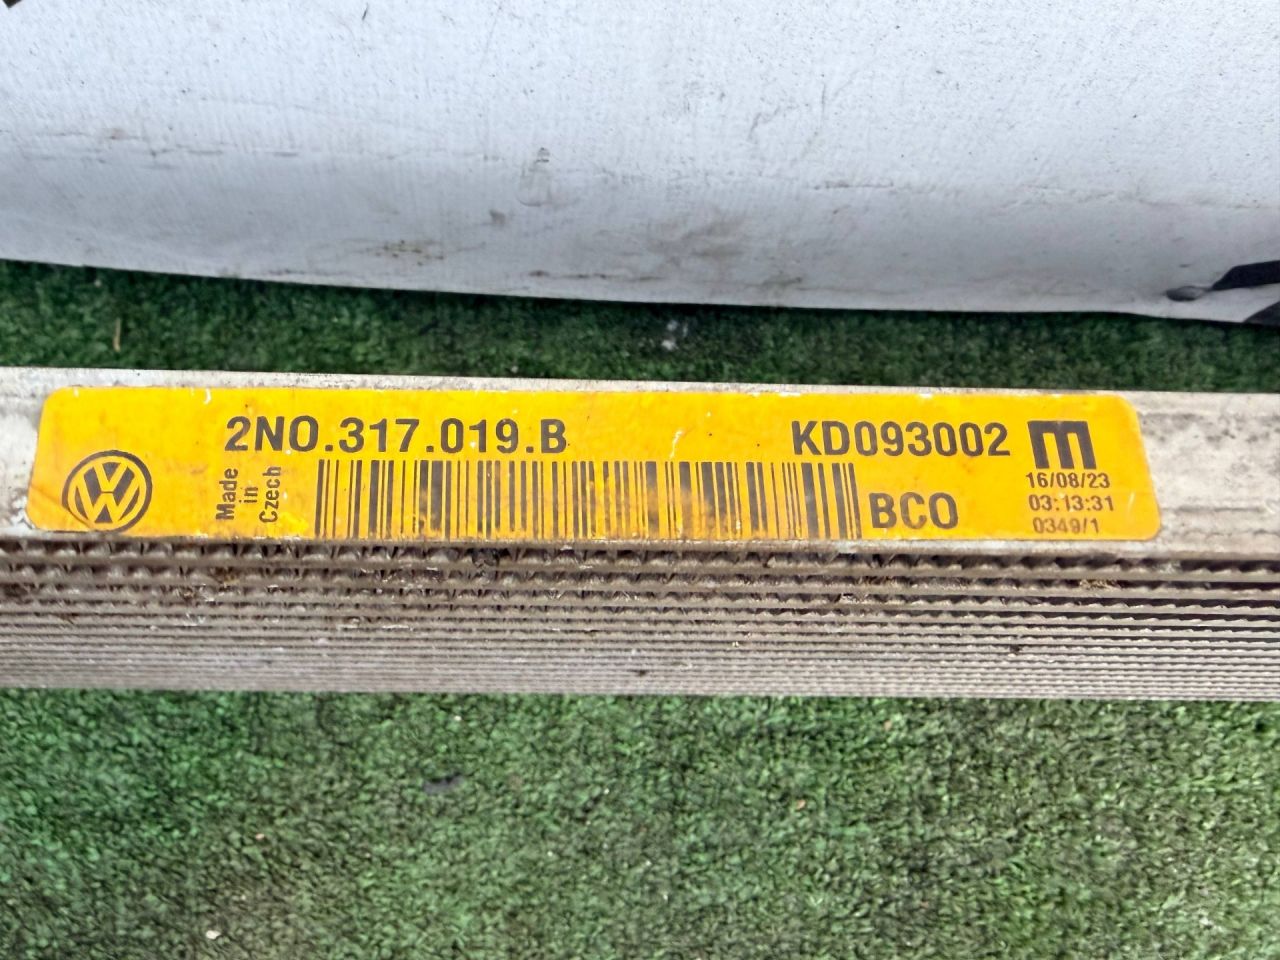 2N0.317.019.B
KD093002
Made
in
Czech
BCO
16/08/23
03:13:31
0349/1